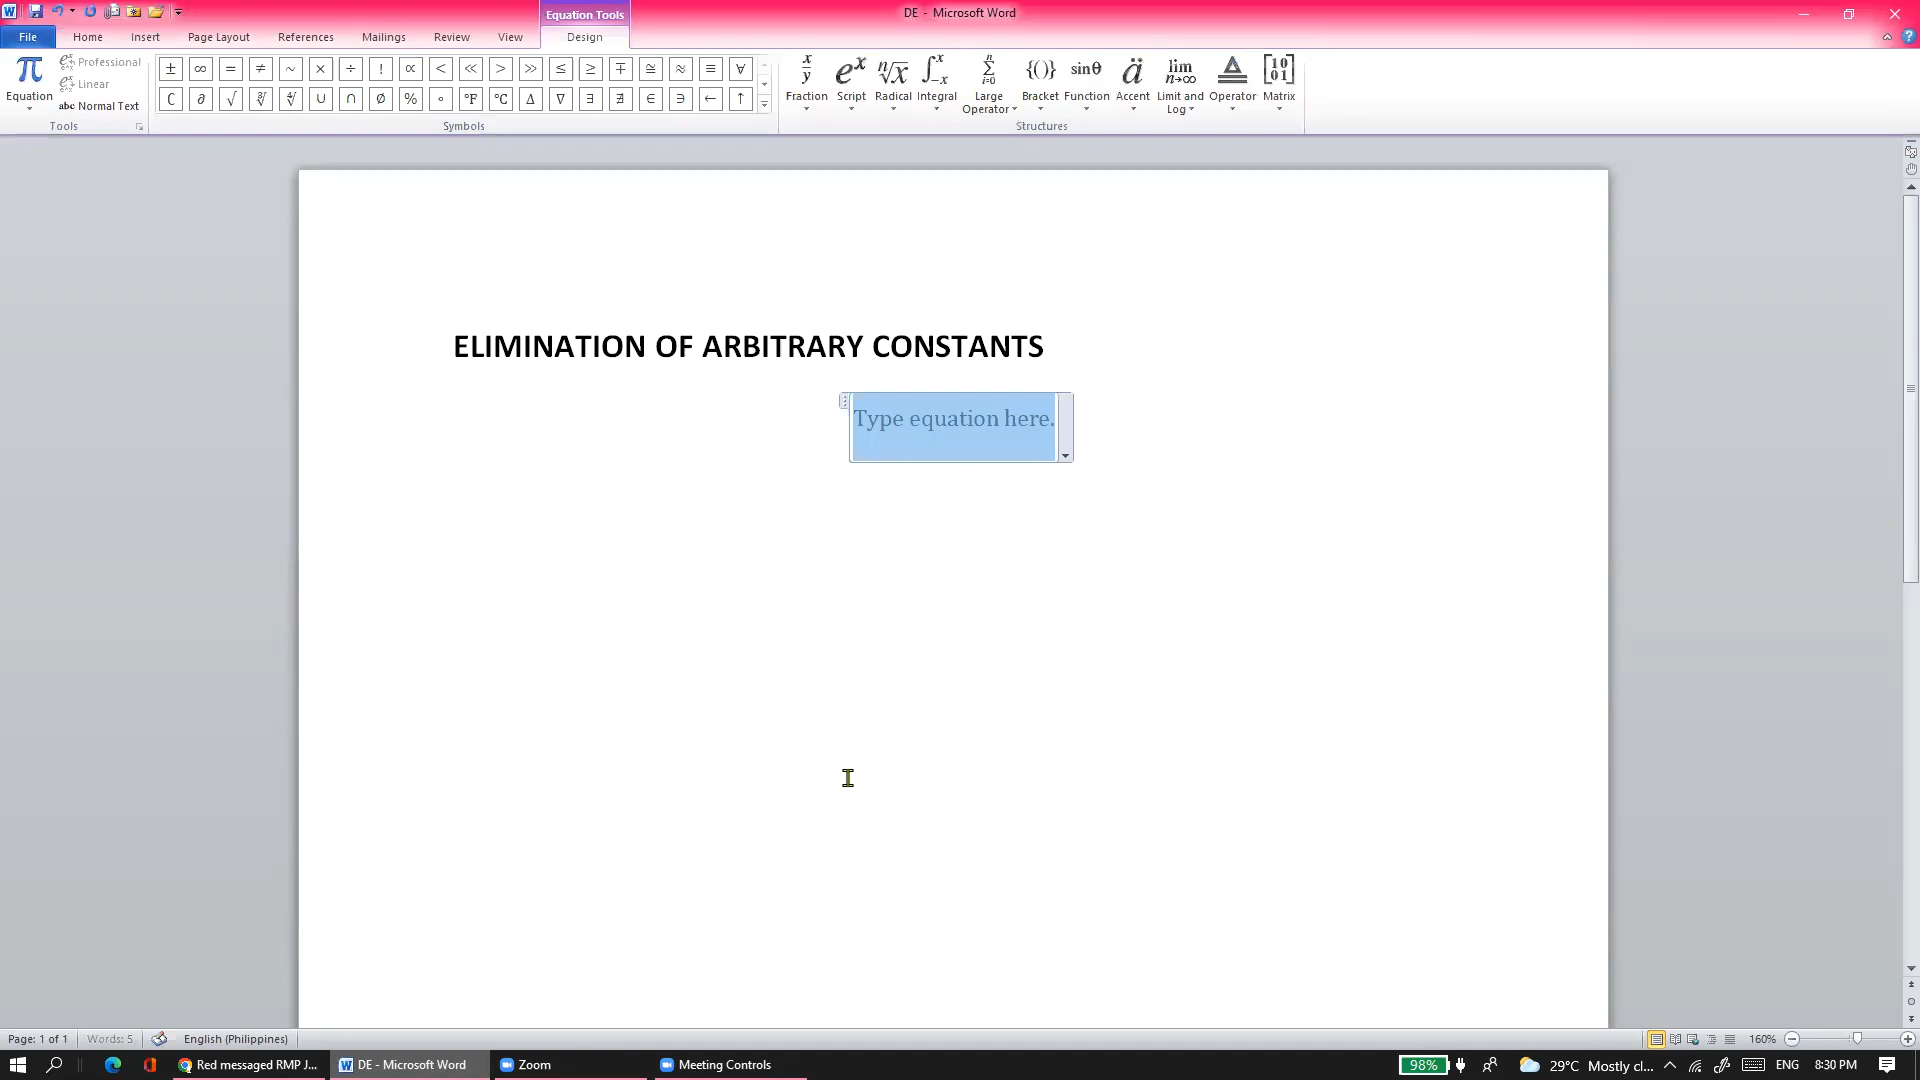 Equation Tools
DE - Microsoft Word
File Home Insert Page Layout References Mailings Review View Design
π Equation
Professional
Linear
abc Normal Text
Tools
± ∞ = ≠ ~ × ÷ ! ∝ < ≪ > ≫ ≤ ≥ ∓ ≅ ≈ ≡ ∀
∁ ∂ √ ∛ ∜ ∪ ∩ ∅ % ° °F °C ∆ ∇ ∃ ∄ ∈ ∋ ← ↑
Symbols
Fraction Script Radical Integral Large Operator Bracket Function Accent Limit and Log Operator Matrix
Structures
ELIMINATION OF ARBITRARY CONSTANTS
Type equation here.
Page: 1 of 1 Words: 5 English (Philippines) 160%
Red messaged RMP J... DE - Microsoft Word Zoom Meeting Controls 98% 29°C Mostly cl... ENG 8:30 PM